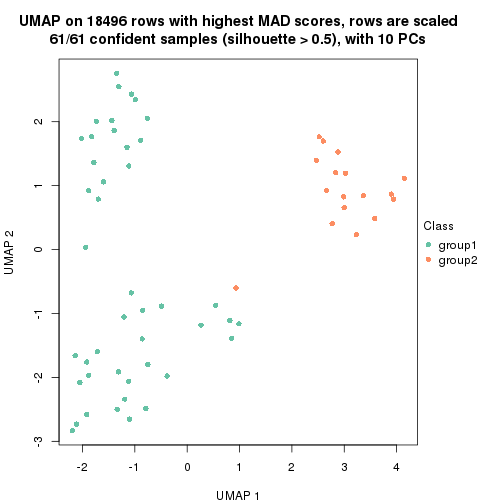 UMAP on 18496 rows with highest MAD scores, rows are scaled
61/61 confident samples (silhouette > 0.5), with 10 PCs
2
1
0
-1
-2
-3
UMAP 2
-2
-1
0
1
2
3
4
UMAP 1
Class
group1
group2